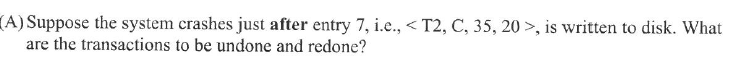 (A) Suppose the system crashes just after entry 7, i.e., < T2, C, 35, 20 >, is written to disk. What
are the transactions to be undone and redone?